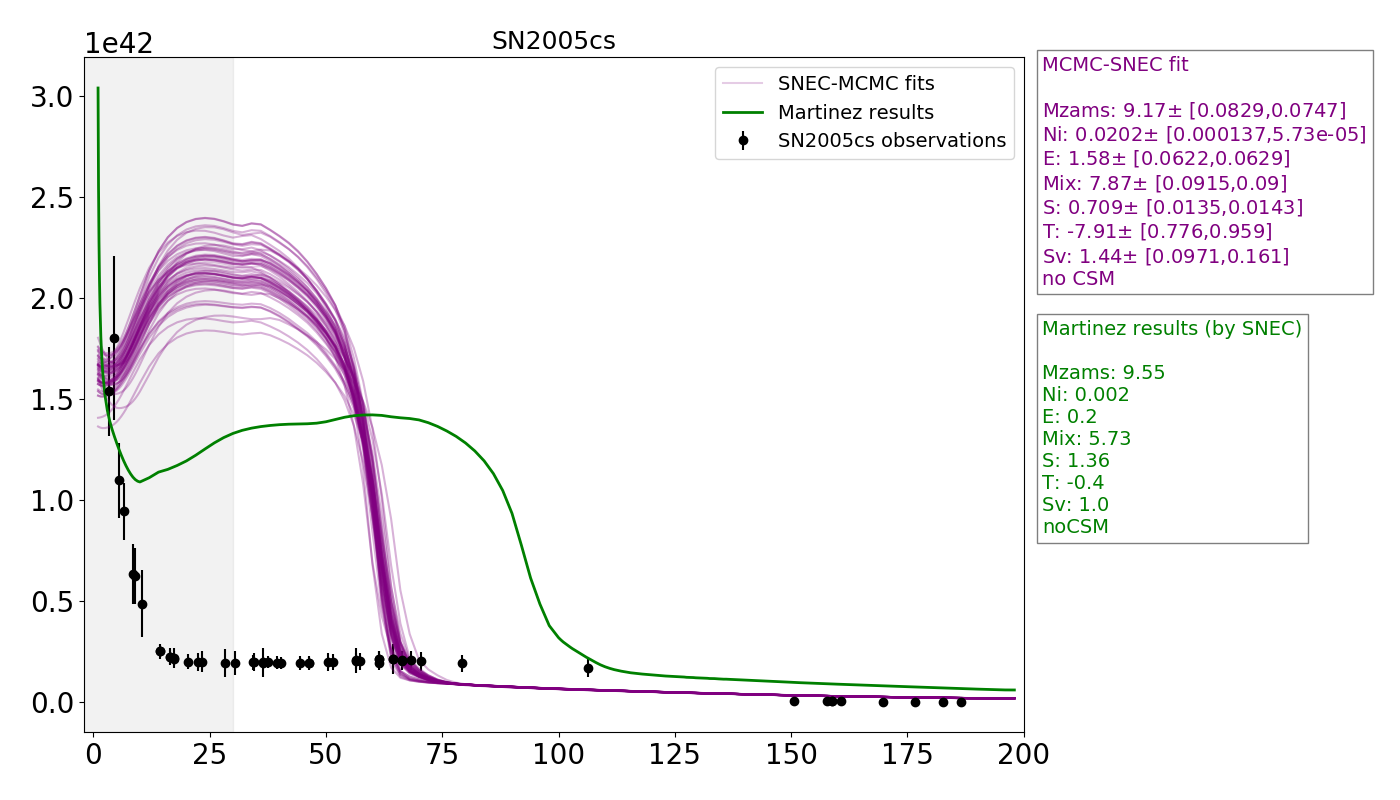 SN2005cs
1e42
3.0
2.5
2.0
1.5
1.0
0.5
0.0
0 25 50 75 100 125 150 175 200
SNEC-MCMC fits
Martinez results
SN2005cs observations
MCMC-SNEC fit
Mzams: 9.17± [0.0829,0.0747]
Ni: 0.0202± [0.000137,5.73e-05]
E: 1.58± [0.0622,0.0629]
Mix: 7.87± [0.0915,0.09]
S: 0.709± [0.0135,0.0143]
T: -7.91± [0.776,0.959]
Sv: 1.44± [0.0971,0.161]
no CSM
Martinez results (by SNEC)
Mzams: 9.55
Ni: 0.002
E: 0.2
Mix: 5.73
S: 1.36
T: -0.4
Sv: 1.0
noCSM